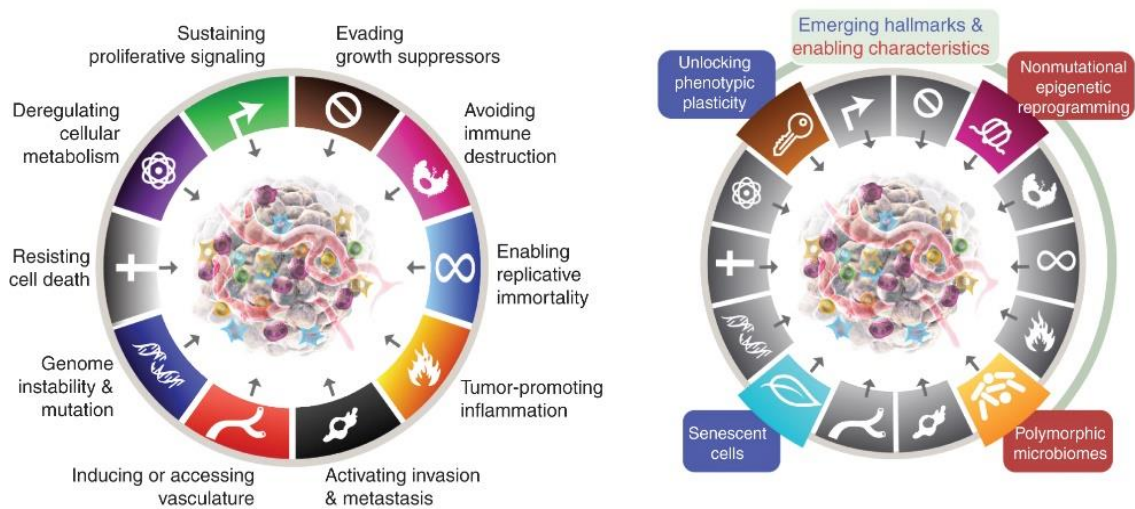 Sustaining
proliferative signaling
Evading
growth suppressors
Deregulating
cellular
metabolism
Avoiding
immune
destruction
Resisting
cell death
Enabling
replicative
immortality
Genome
instability &
mutation
Tumor-promoting
inflammation
Inducing or accessing
vasculature
Activating invasion
& metastasis
Emerging hallmarks &
enabling characteristics
Unlocking
phenotypic
plasticity
Nonmutational
epigenetic
reprogramming
Senescent
cells
Polymorphic
microbiomes